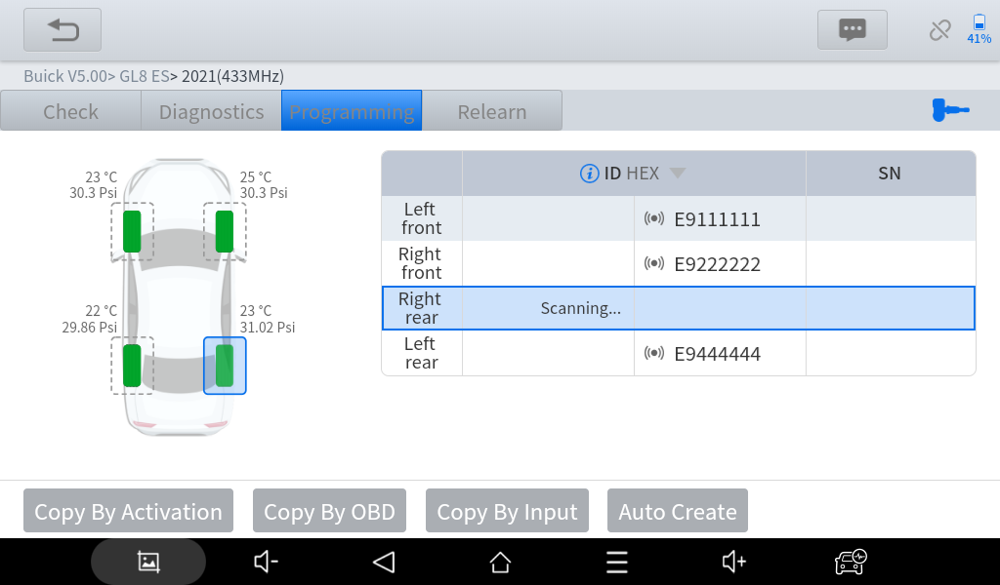 41%
Buick V5.00> GL8 ES> 2021(433MHz)
Check
Diagnostics
Programming
Relearn
23 °C
30.3 Psi
25 °C
30.3 Psi
22 °C
29.86 Psi
23 °C
31.02 Psi
ID HEX
SN
Left
front
E9111111
Right
front
E9222222
Right
rear
Scanning...
Left
rear
E9444444
Copy By Activation
Copy By OBD
Copy By Input
Auto Create